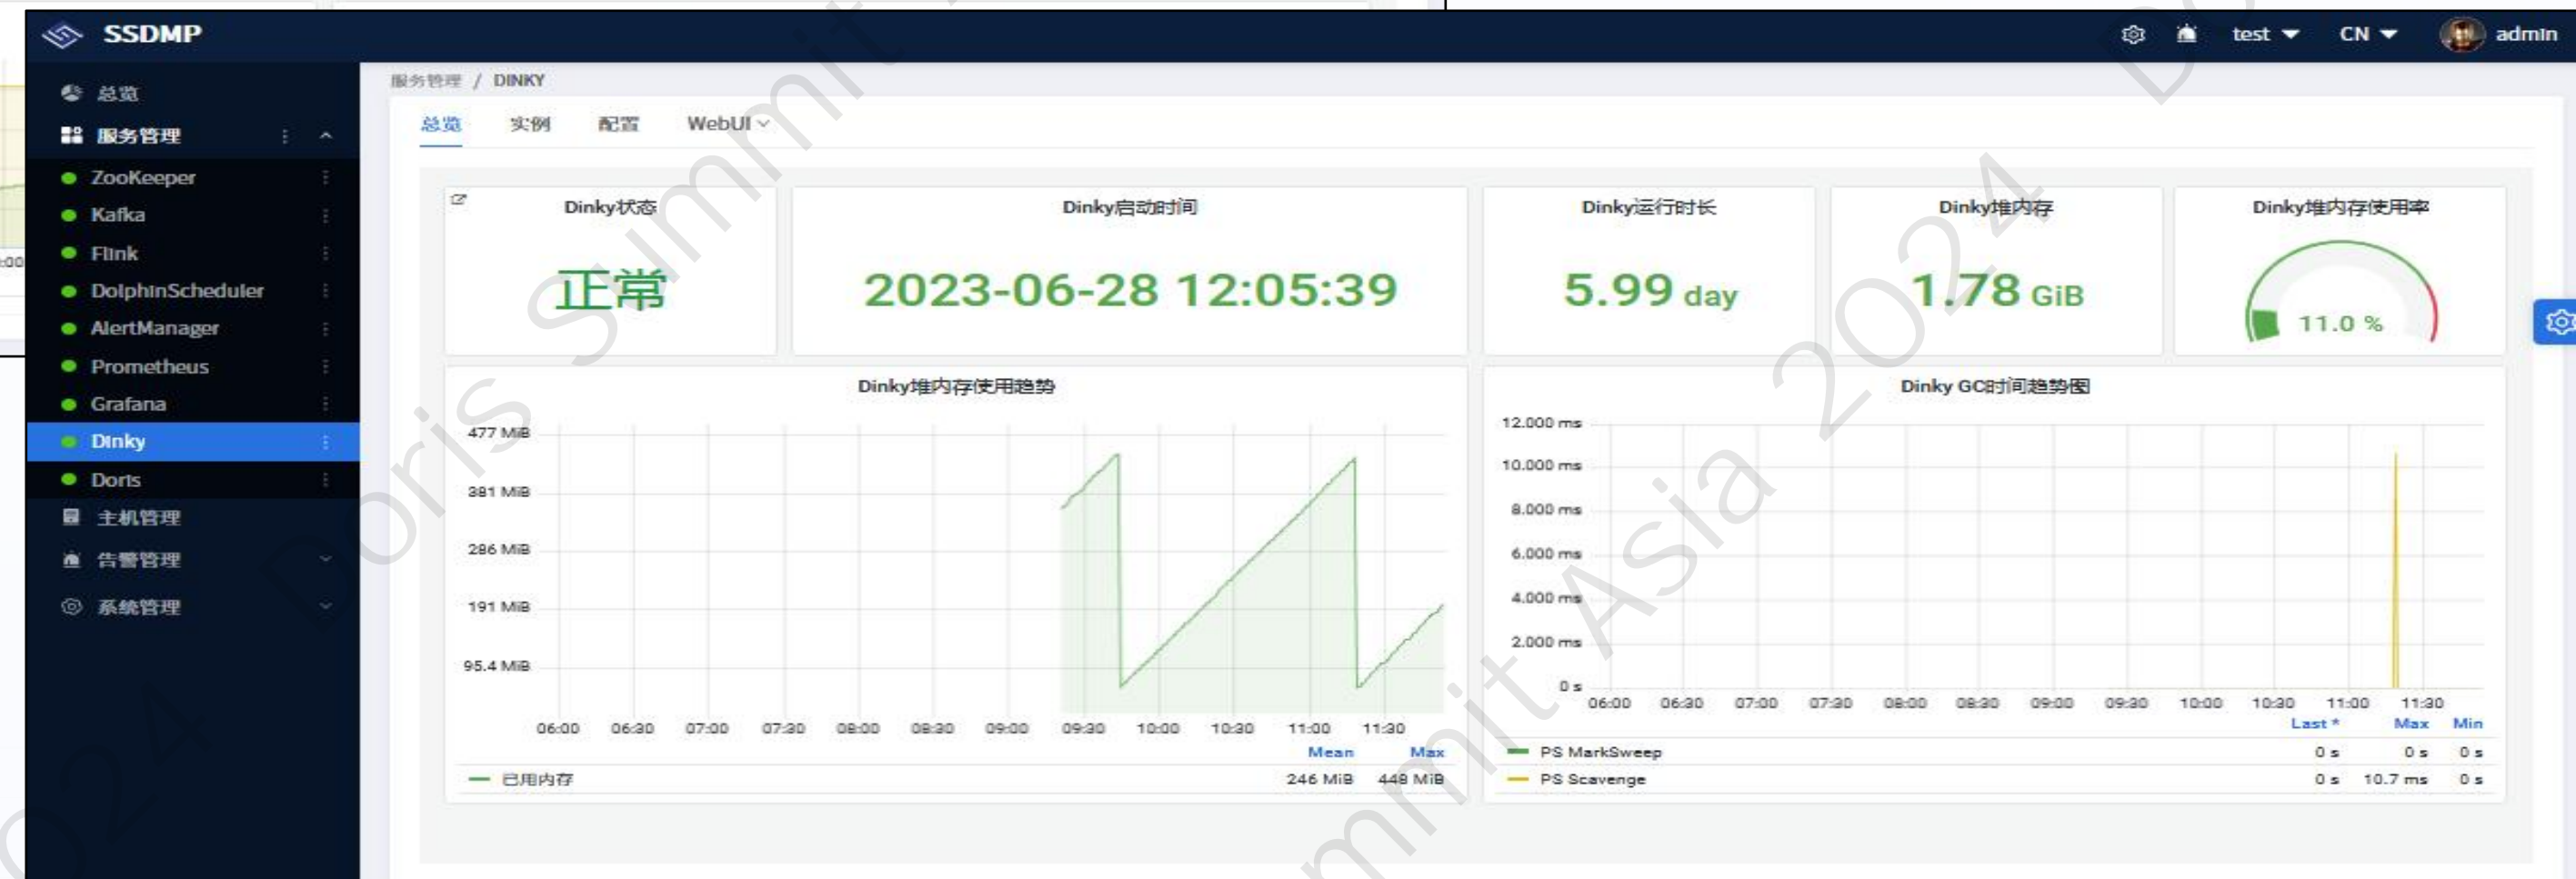 SSDMP
test
CN
admin
总览
服务管理
ZooKeeper
Kafka
Flink
DolphinScheduler
AlertManager
Prometheus
Grafana
Dinky
Doris
主机管理
告警管理
系统管理
:00
服务管理 / DINKY
总览 实例 配置 WebUI
Dinky状态
正常
Dinky启动时间
2023-06-28 12:05:39
Dinky运行时长
5.99 day
Dinky堆内存
1.78 GiB
Dinky堆内存使用率
11.0 %
Dinky堆内存使用趋势
477 MiB
381 MiB
286 MiB
191 MiB
95.4 MiB
06:00 06:30 07:00 07:30 08:00 08:30 09:00 09:30 10:00 10:30 11:00 11:30
Mean Max
已用内存 246 MiB 448 MiB
Dinky GC时间趋势图
12.000 ms
10.000 ms
8.000 ms
6.000 ms
4.000 ms
2.000 ms
0 s
06:00 06:30 07:00 07:30 08:00 08:30 09:00 09:30 10:00 10:30 11:00 11:30
Last * Max Min
PS MarkSweep 0 s 0 s 0 s
PS Scavenge 0 s 10.7 ms 0 s
Doris Summit Asia 2024